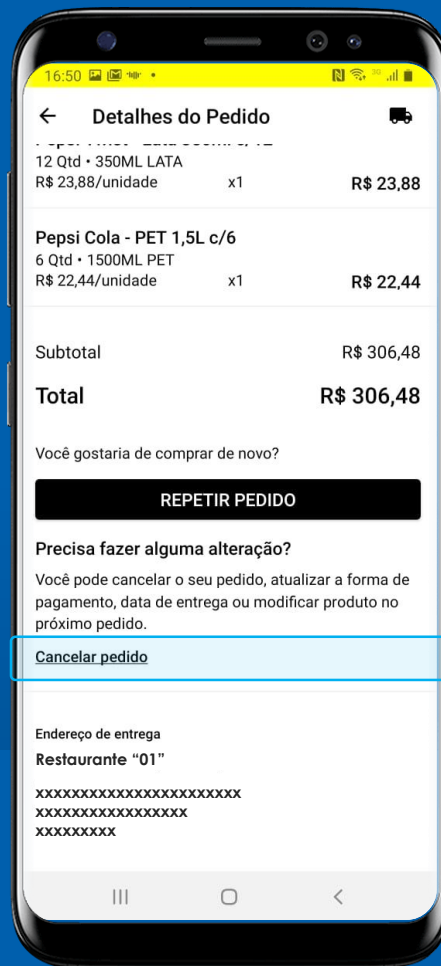 16:50
Detalhes do Pedido
12 Qtd • 350ML LATA
R$ 23,88/unidade x1 R$ 23,88
Pepsi Cola - PET 1,5L c/6
6 Qtd • 1500ML PET
R$ 22,44/unidade x1 R$ 22,44
Subtotal R$ 306,48
Total R$ 306,48
Você gostaria de comprar de novo?
REPETIR PEDIDO
Precisa fazer alguma alteração?
Você pode cancelar o seu pedido, atualizar a forma de
pagamento, data de entrega ou modificar produto no
próximo pedido.
Cancelar pedido
Endereço de entrega
Restaurante “01”
xxxxxxxxxxxxxxxxxxxxxxx
xxxxxxxxxxxxxxxxx
xxxxxxxxx